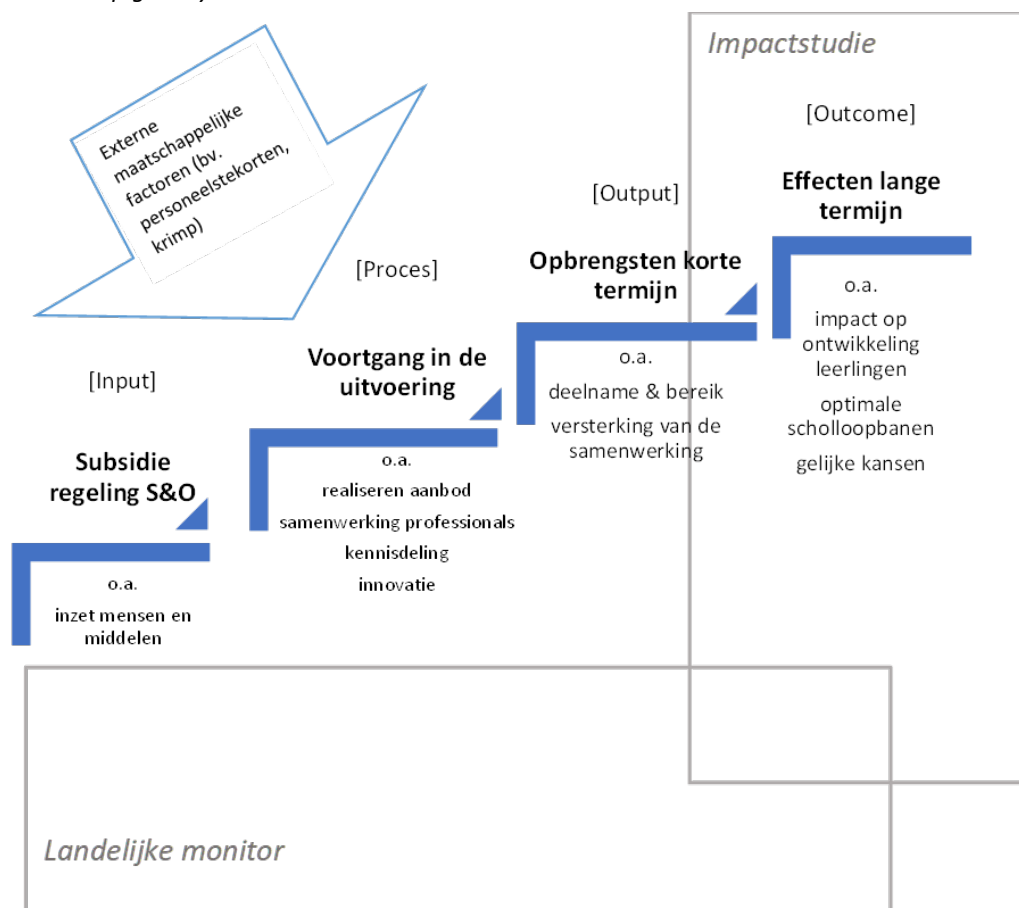 Impactstudie
Externe
maatschappelijke
factoren (bv.
personeelstekorten,
krimp)
[Input]
Subsidie
regeling S&O
o.a.
inzet mensen en
middelen
[Proces]
Voortgang in de
uitvoering
o.a.
realiseren aanbod
samenwerking professionals
kennisdeling
innovatie
[Output]
Opbrengsten korte
termijn
o.a.
deelname & bereik
versterking van de
samenwerking
[Outcome]
Effecten lange
termijn
o.a.
impact op
ontwikkeling
leerlingen
optimale
scholloopbanen
gelijke kansen
Landelijke monitor